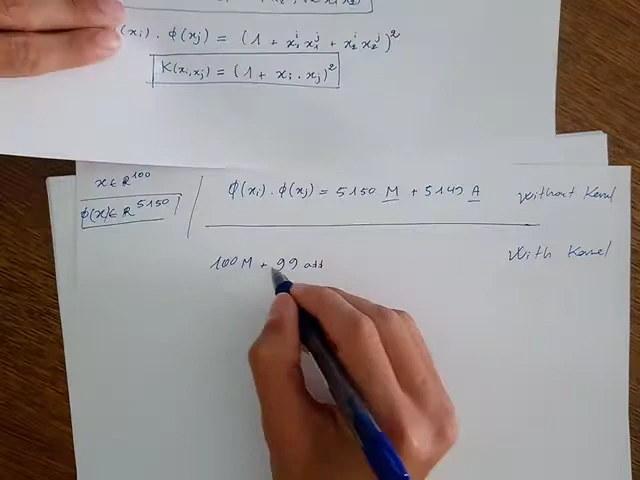 (xi) . φ(xj) = (1 + x₁ⁱ x₁ʲ + x₂ⁱ x₂ʲ)²
K(xi,xj) = (1 + xi . xj)²
x ∈ R¹⁰⁰
φ(x) ∈ R⁵¹⁵⁰
φ(xi) . φ(xj) = 5150 M + 5149 A
Without Kernel
100 M + 99 add
With Kernel